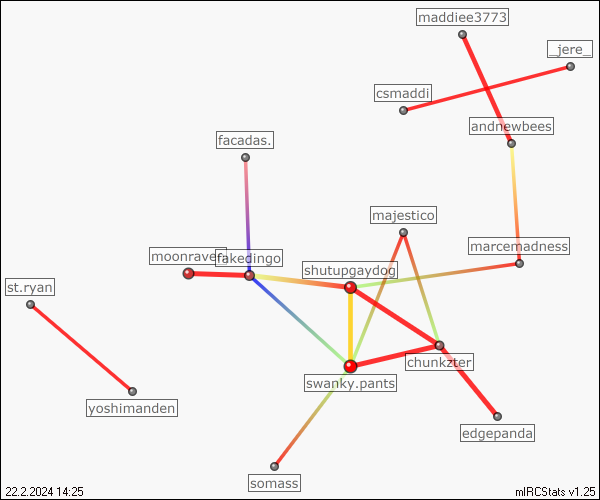 maddiee3773
_jere_
csmaddi
andnewbees
facadas.
majestico
marcemadness
moonraven
fakedingo
shutupgaydog
st.ryan
chunkzter
swanky.pants
yoshimanden
edgepanda
somass
22.2.2024 14:25
mIRCStats v1.25